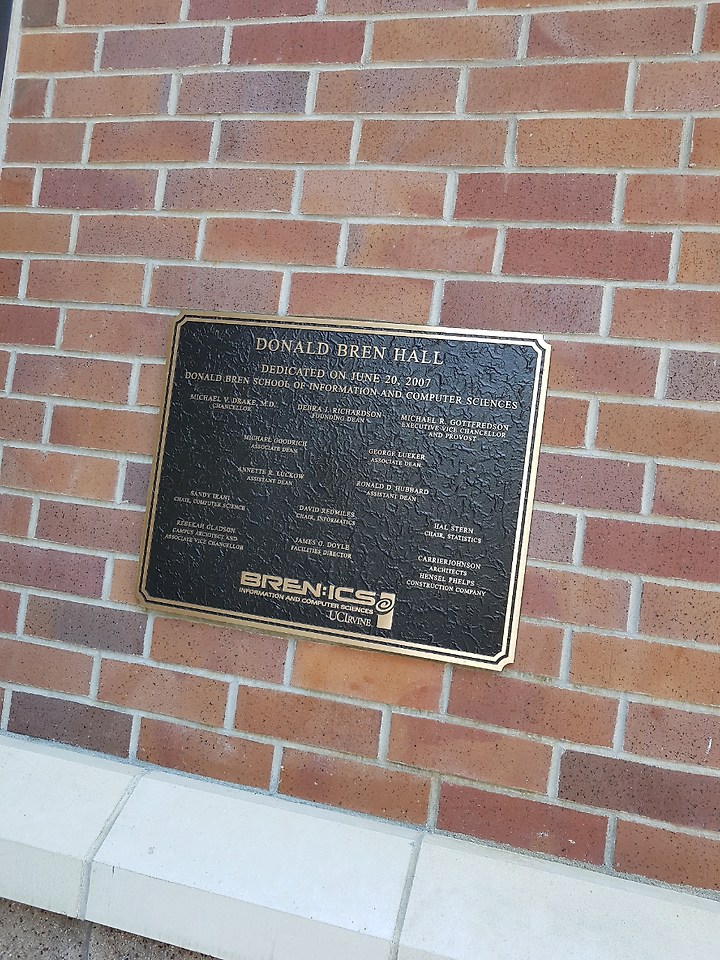 DONALD BREN HALL
DEDICATED ON JUNE 20, 2007
DONALD BREN SCHOOL OF INFORMATION AND COMPUTER SCIENCES
MICHAEL V. DRAKE, M.D.
CHANCELLOR
DEBRA J. RICHARDSON
FOUNDING DEAN
MICHAEL R. GOTTFREDSON
EXECUTIVE VICE CHANCELLOR
AND PROVOST
MICHAEL GOODRICH
ASSOCIATE DEAN
GEORGE LUEKER
ASSOCIATE DEAN
ANNETTE R. LUCKOW
ASSISTANT DEAN
RONALD D. HUBBARD
ASSISTANT DEAN
SANDY IRANI
CHAIR, COMPUTER SCIENCE
DAVID REDMILES
CHAIR, INFORMATICS
HAL STERN
CHAIR, STATISTICS
REBEKAH GLADSON
CAMPUS ARCHITECT AND
ASSOCIATE VICE CHANCELLOR
JAMES G. DOYLE
FACILITIES DIRECTOR
CARRIERJOHNSON
ARCHITECTS
HENSEL PHELPS
CONSTRUCTION COMPANY
BREN:ICS
INFORMATION AND COMPUTER SCIENCES
UCIRVINE